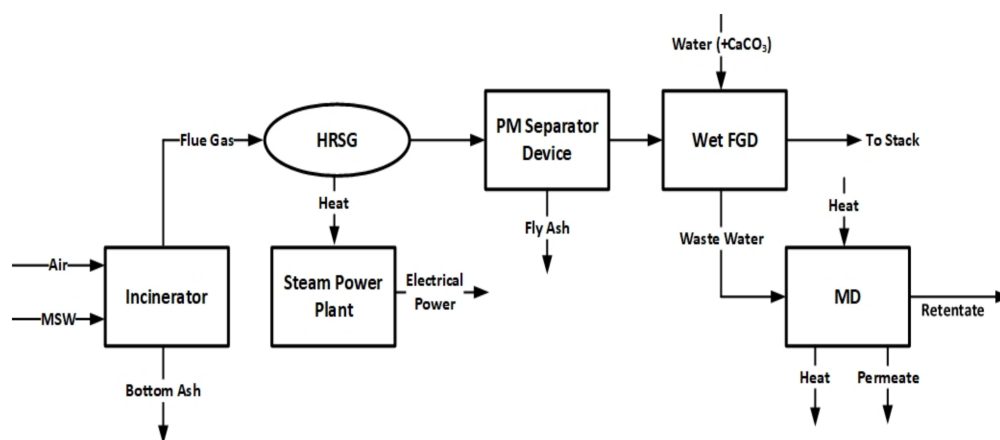 Water (+CaCO₃)
Flue Gas
HRSG
PM Separator
Device
Wet FGD
To Stack
Heat
Fly Ash
Waste Water
Heat
Air
MSW
Incinerator
Steam Power
Plant
Electrical
Power
MD
Retentate
Bottom Ash
Heat
Permeate